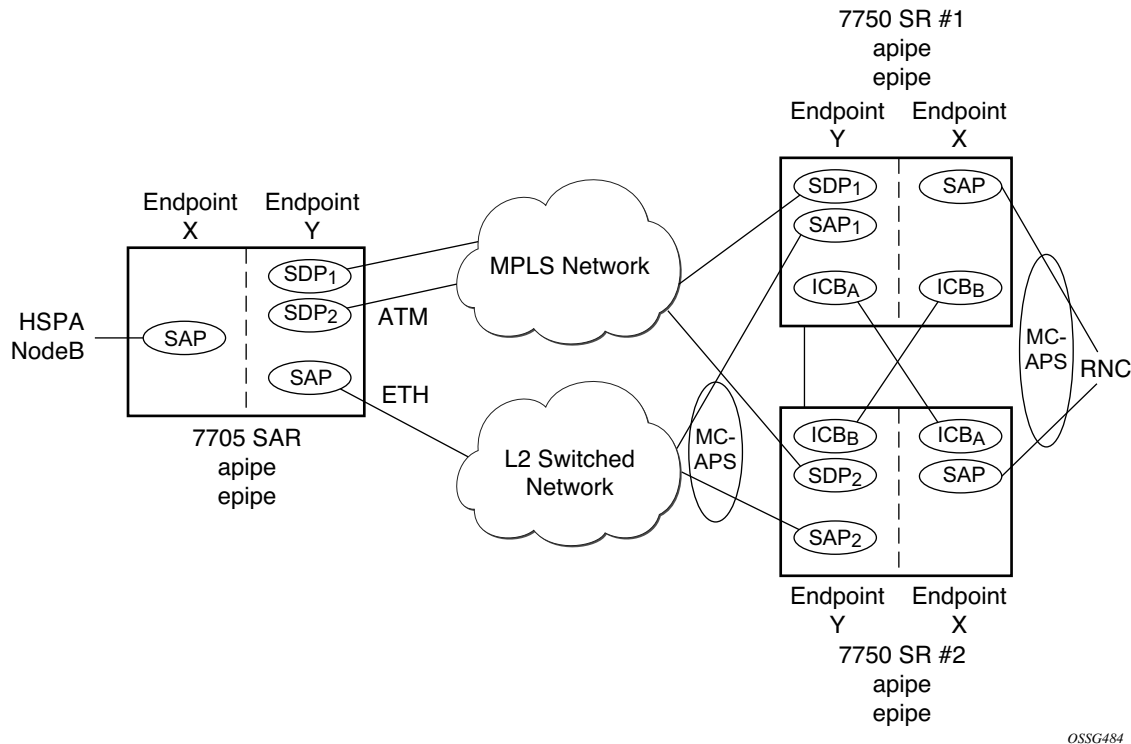 7750 SR #1
apipe
epipe
Endpoint
Y
Endpoint
X
SDP1
SAP1
ICBA
SAP
ICBB
Endpoint
X
Endpoint
Y
HSPA
NodeB
SAP
SDP1
SDP2
SAP
ATM
ETH
7705 SAR
apipe
epipe
MPLS Network
L2 Switched
Network
MC-
APS
MC-
APS
RNC
ICBB
SDP2
SAP2
ICBA
SAP
Endpoint
Y
Endpoint
X
7750 SR #2
apipe
epipe
OSSG484